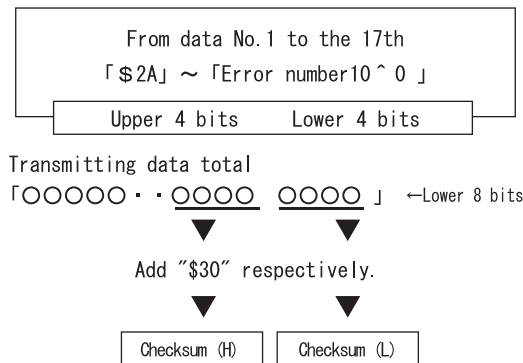 From data No.1 to the 17th
「$2A」 ~ 「Error number10^0 」
Upper 4 bits Lower 4 bits
Transmitting data total
「○○○○○・・○○○○ ○○○○ 」 ←Lower 8 bits
▼ ▼
Add "$30" respectively.
▼ ▼
Checksum (H) Checksum (L)